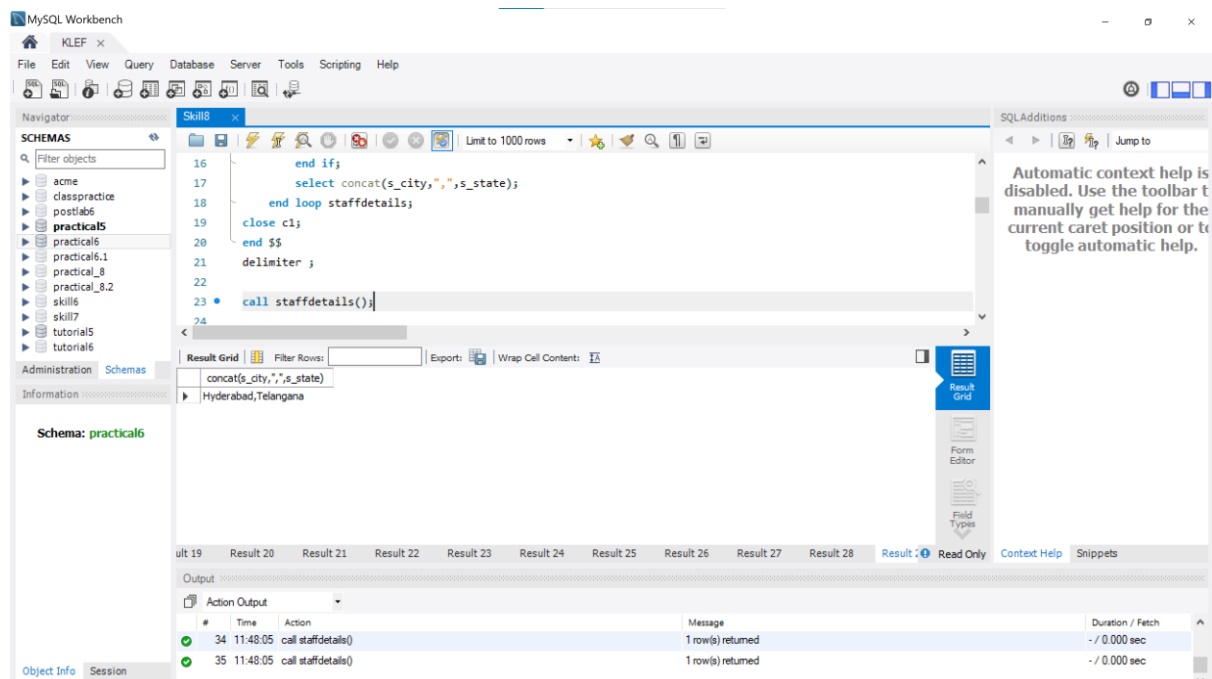 MySQL Workbench
KLEF
File Edit View Query Database Server Tools Scripting Help
Navigator
SCHEMAS
Filter objects
acme
classpractice
postlab6
practical5
practical6
practical6.1
practical_8
practical_8.2
skill6
skill7
tutorial5
tutorial6
Administration Schemas
Information
Schema: practical6
Object Info Session
Skill8
Limit to 1000 rows
16 end if;
17 select concat(s_city,",",s_state);
18 end loop staffdetails;
19 close c1;
20 end $$
21 delimiter ;
22
23 call staffdetails();
24
Result Grid Filter Rows: Export: Wrap Cell Content:
concat(s_city,",",s_state)
Hyderabad,Telangana
Result
Grid
Form
Editor
Field
Types
ult 19 Result 20 Result 21 Result 22 Result 23 Result 24 Result 25 Result 26 Result 27 Result 28 Result Read Only
Output
Action Output
# Time Action Message Duration / Fetch
34 11:48:05 call staffdetails() 1 row(s) returned - / 0.000 sec
35 11:48:05 call staffdetails() 1 row(s) returned - / 0.000 sec
SQLAdditions
Jump to
Automatic context help is
disabled. Use the toolbar t
manually get help for the
current caret position or to
toggle automatic help.
Context Help Snippets